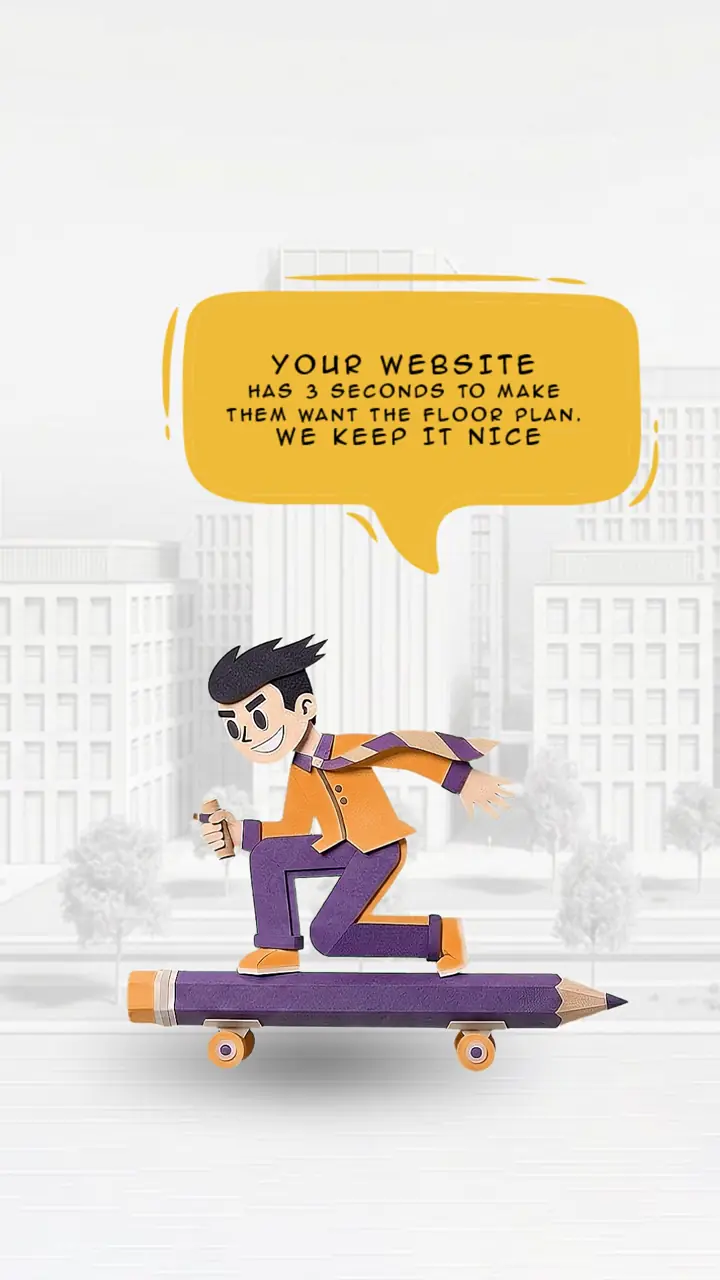 YOUR WEBSITE
HAS 3 SECONDS TO MAKE
THEM WANT THE FLOOR PLAN.
WE KEEP IT NICE